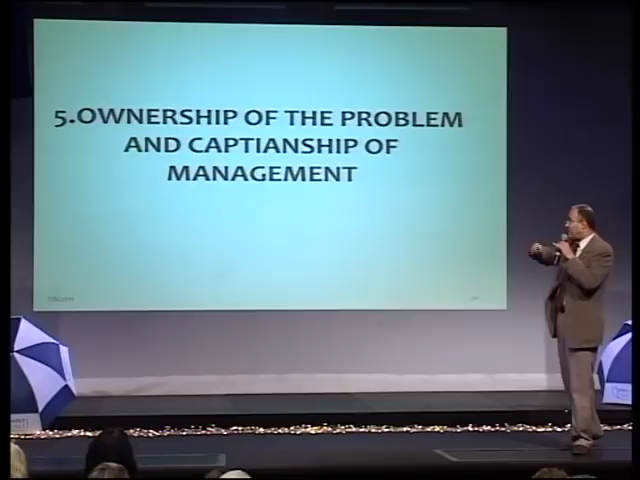 5.OWNERSHIP OF THE PROBLEM
AND CAPTIANSHIP OF
MANAGEMENT